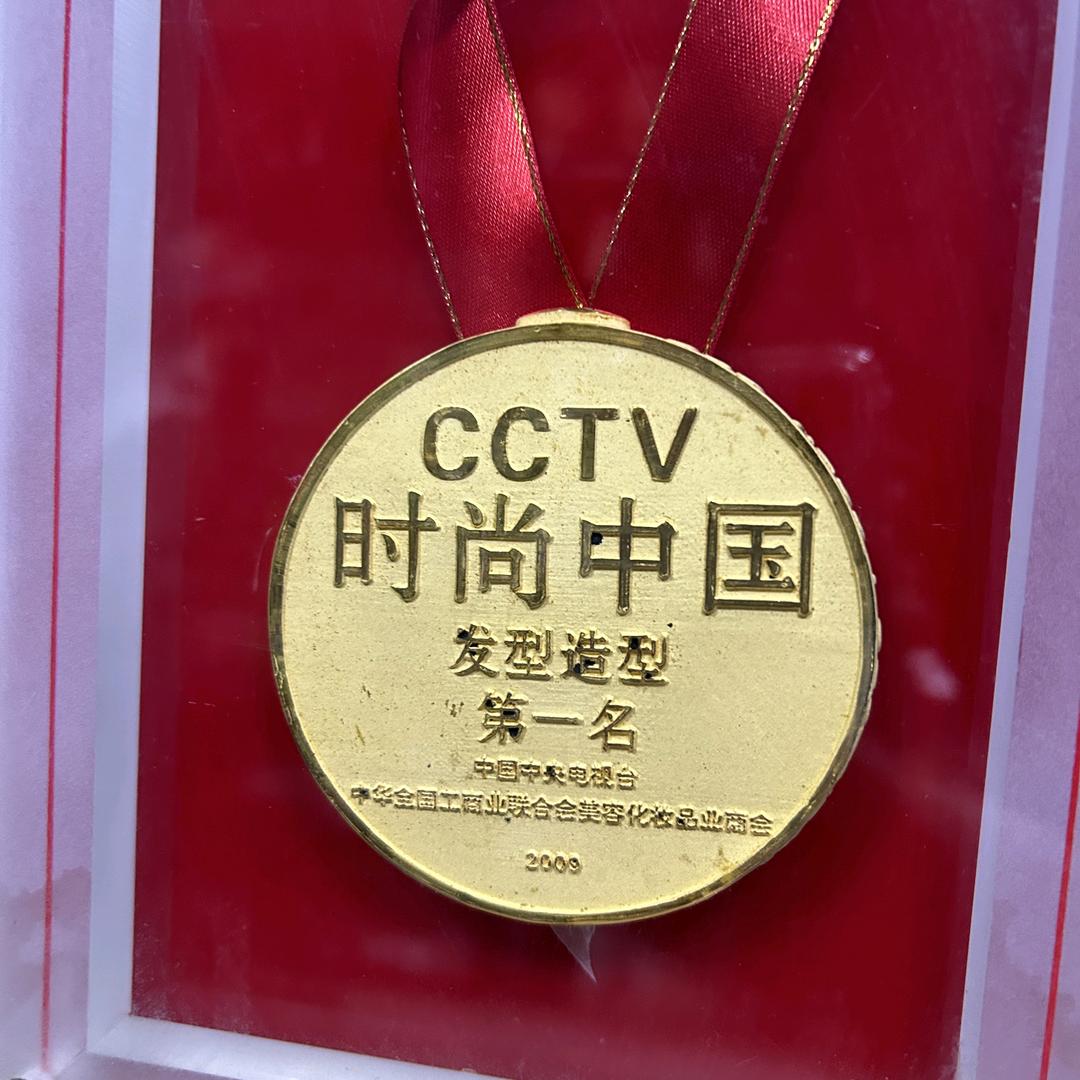 CCTV
时尚中国
发型造型
第一名
中国中央电视台
中华全国工商业联合会美容化妆品业商会
2009